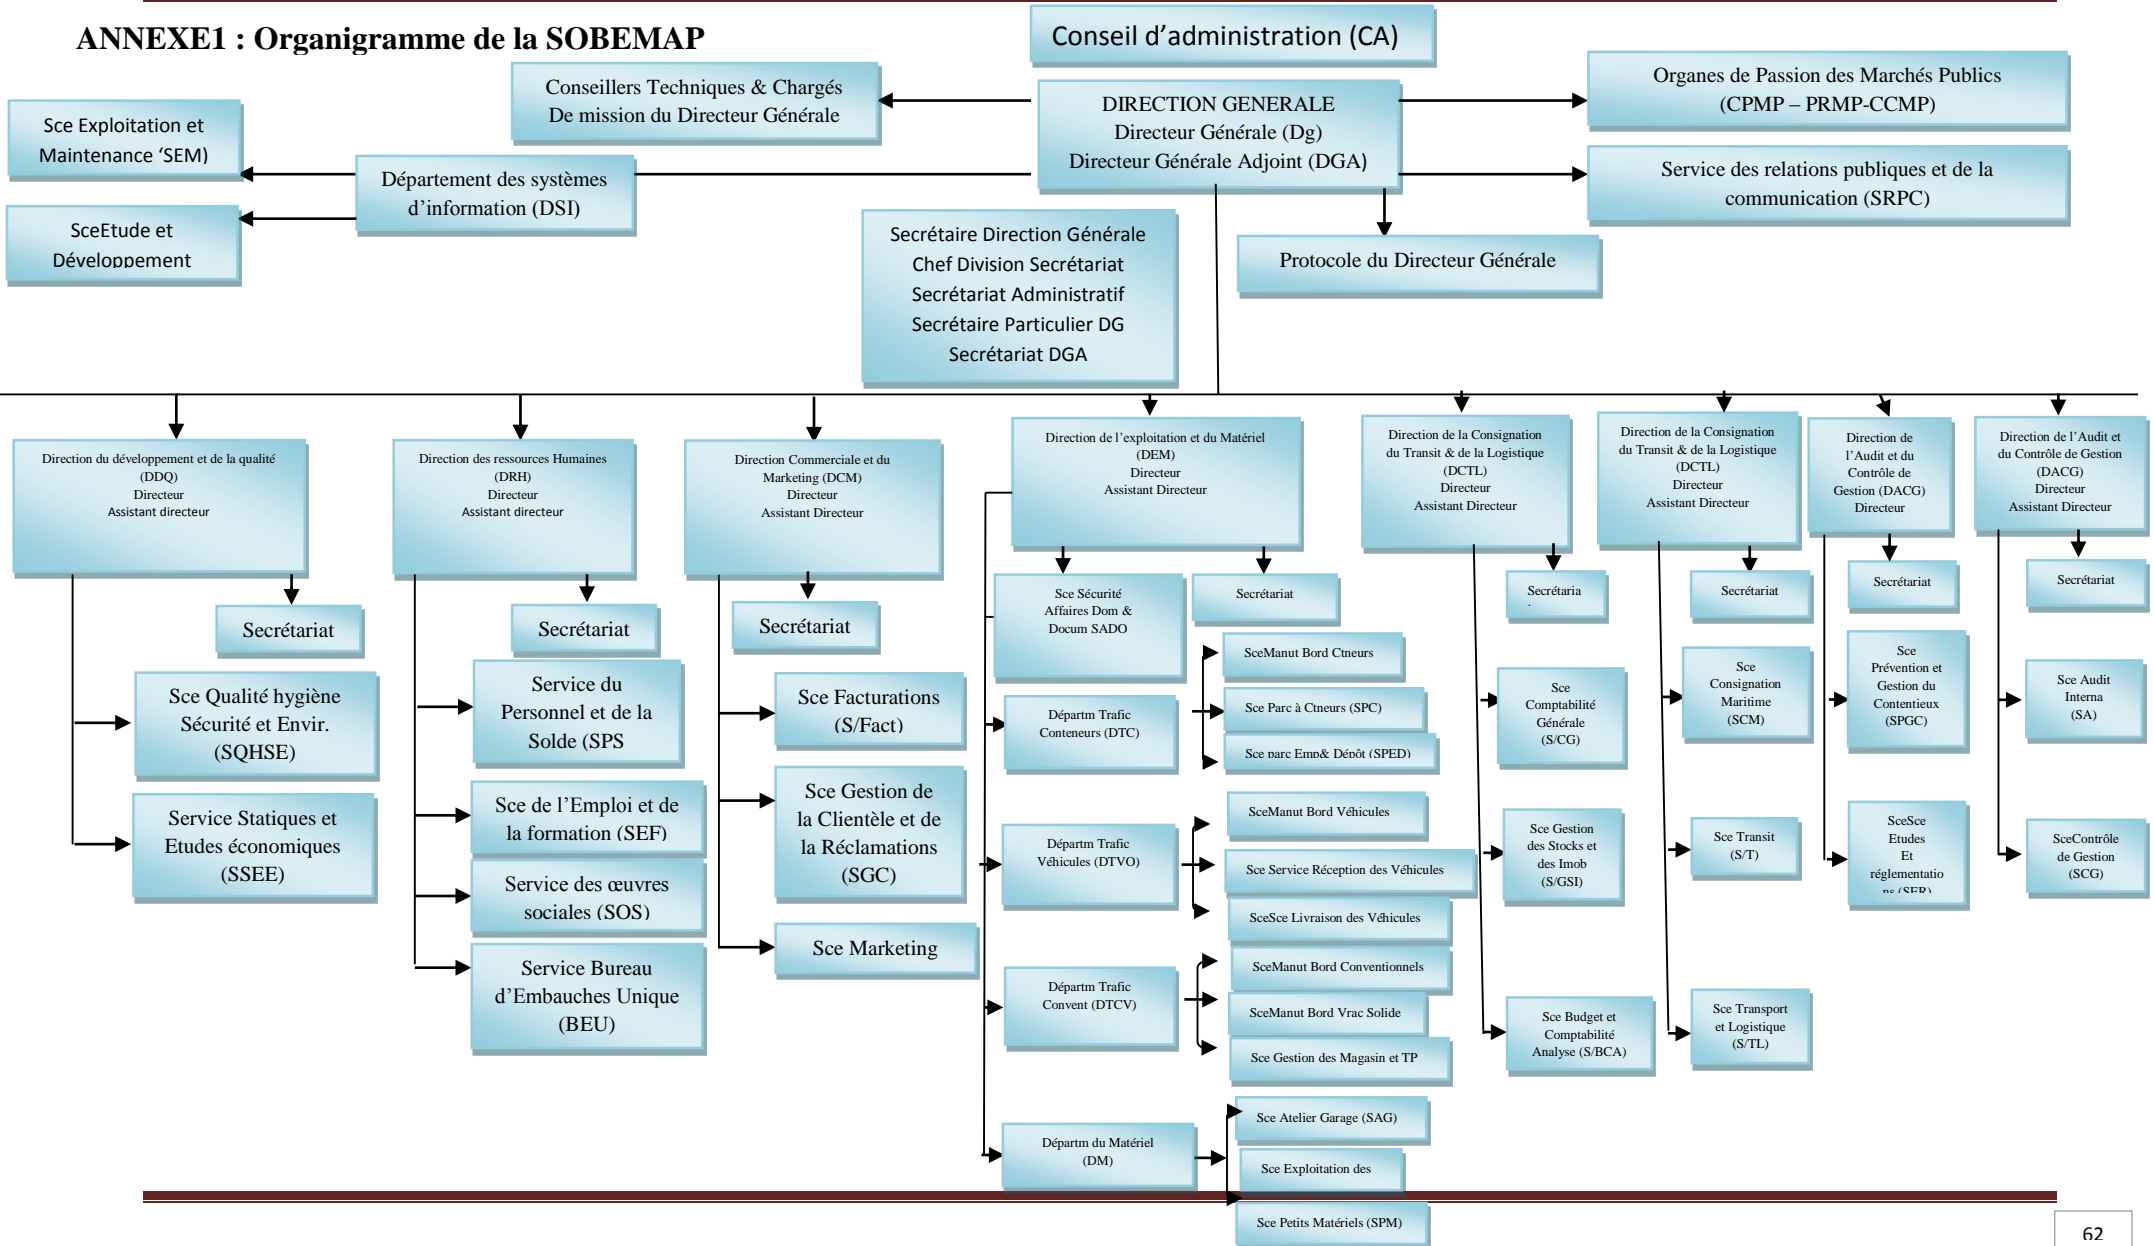 ANNEXE1 : Organigramme de la SOBEMAP
Conseil d’administration (CA)
Conseillers Techniques & Chargés
De mission du Directeur Générale
DIRECTION GENERALE
Directeur Générale (Dg)
Directeur Générale Adjoint (DGA)
Organes de Passion des Marchés Publics
(CPMP – PRMP-CCMP)
Sce Exploitation et
Maintenance ‘SEM)
Département des systèmes
d’information (DSI)
Service des relations publiques et de la
communication (SRPC)
SceEtude et
Développement
Secrétaire Direction Générale
Chef Division Secrétariat
Secrétariat Administratif
Secrétaire Particulier DG
Secrétariat DGA
Protocole du Directeur Générale
Direction du développement et de la qualité
(DDQ)
Directeur
Assistant directeur
Secrétariat
Sce Qualité hygiène
Sécurité et Envir.
(SQHSE)
Service Statiques et
Etudes économiques
(SSEE)
Direction des ressources Humaines
(DRH)
Directeur
Assistant directeur
Secrétariat
Service du
Personnel et de la
Solde (SPS
Sce de l’Emploi et de
la formation (SEF)
Service des œuvres
sociales (SOS)
Service Bureau
d’Embauches Unique
(BEU)
Direction Commerciale et du
Marketing (DCM)
Directeur
Assistant Directeur
Secrétariat
Sce Facturations
(S/Fact)
Sce Gestion de
la Clientèle et de
la Réclamations
(SGC)
Sce Marketing
Direction de l’exploitation et du Matériel
(DEM)
Directeur
Assistant Directeur
Sce Sécurité
Affaires Dom &
Docum SADO
Secrétariat
Départm Trafic
Conteneurs (DTC)
SceManut Bord Ctneurs
Sce Parc à Ctneurs (SPC)
Sce parc Emp& Dépôt (SPED)
Départm Trafic
Véhicules (DTVO)
SceManut Bord Véhicules
Sce Service Réception des Véhicules
SceSce Livraison des Véhicules
Départm Trafic
Convent (DTCV)
SceManut Bord Conventionnels
SceManut Bord Vrac Solide
Sce Gestion des Magasin et TP
Départm du Matériel
(DM)
Sce Atelier Garage (SAG)
Sce Exploitation des
Sce Petits Matériels (SPM)
Direction de la Consignation
du Transit & de la Logistique
(DCTL)
Directeur
Assistant Directeur
Secrétaria
Sce
Comptabilité
Générale
(S/CG)
Sce Gestion
des Stocks et
des Imob
(S/GSI)
Sce Budget et
Comptabilité
Analyse (S/BCA)
Direction de la Consignation
du Transit & de la Logistique
(DCTL)
Directeur
Assistant Directeur
Secrétariat
Sce
Consignation
Maritime
(SCM)
Sce Transit
(S/T)
Sce Transport
et Logistique
(S/TL)
Direction de
l’Audit et du
Contrôle de
Gestion (DACG)
Directeur
Secrétariat
Sce
Prévention et
Gestion du
Contentieux
(SPGC)
SceSce
Etudes
Et
réglementatio
ns (SER)
Direction de l’Audit et
du Contrôle de Gestion
(DACG)
Directeur
Assistant Directeur
Secrétariat
Sce Audit
Interna
(SA)
SceContrôle
de Gestion
(SCG)
62